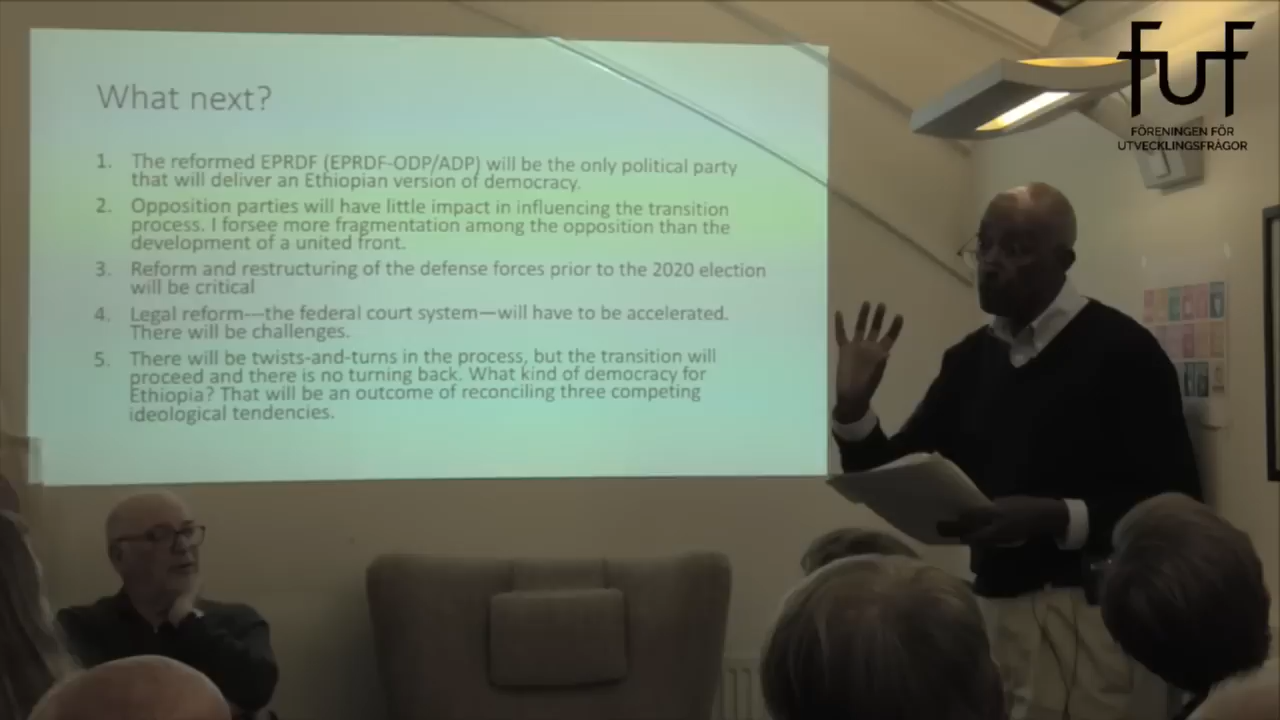 What next?
1. The reformed EPRDF (EPRDF-ODP/ADP) will be the only political party
that will deliver an Ethiopian version of democracy.
2. Opposition parties will have little impact in influencing the transition
process. I forsee more fragmentation among the opposition than the
development of a united front.
3. Reform and restructuring of the defense forces prior to the 2020 election
will be critical
4. Legal reform---the federal court system—will have to be accelerated.
There will be challenges.
5. There will be twists-and-turns in the process, but the transition will
proceed and there is no turning back. What kind of democracy for
Ethiopia? That will be an outcome of reconciling three competing
ideological tendencies.
fuf
FÖRENINGEN FÖR
UTVECKLINGSFRÅGOR